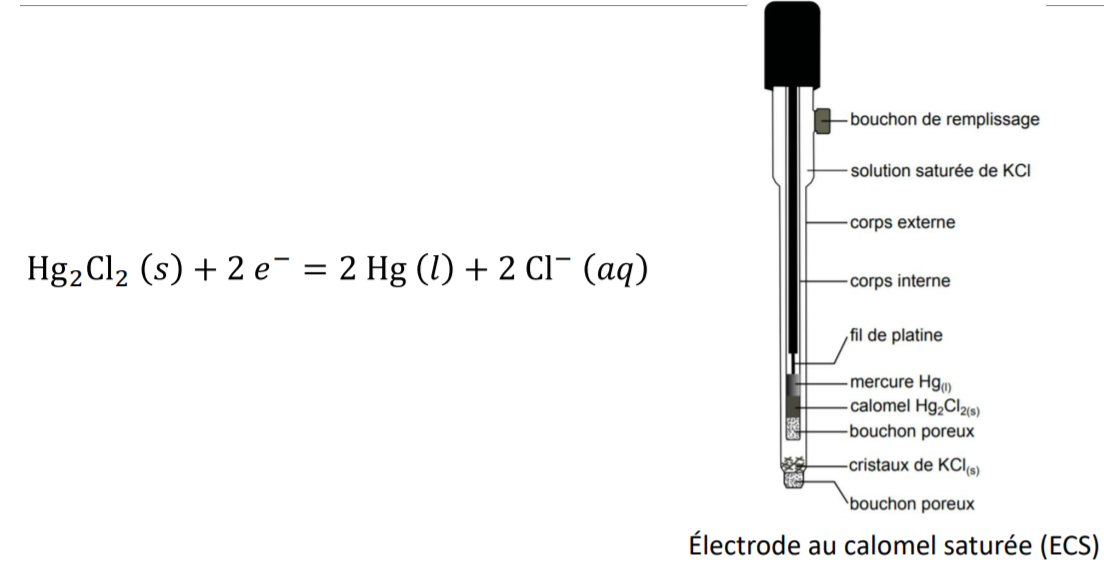 Hg₂Cl₂ (s) + 2 e⁻ = 2 Hg (l) + 2 Cl⁻ (aq)
bouchon de remplissage
solution saturée de KCl
corps externe
corps interne
fil de platine
mercure Hg₍ₗ₎
calomel Hg₂Cl₂₍ₛ₎
bouchon poreux
cristaux de KCl₍ₛ₎
bouchon poreux
Électrode au calomel saturée (ECS)